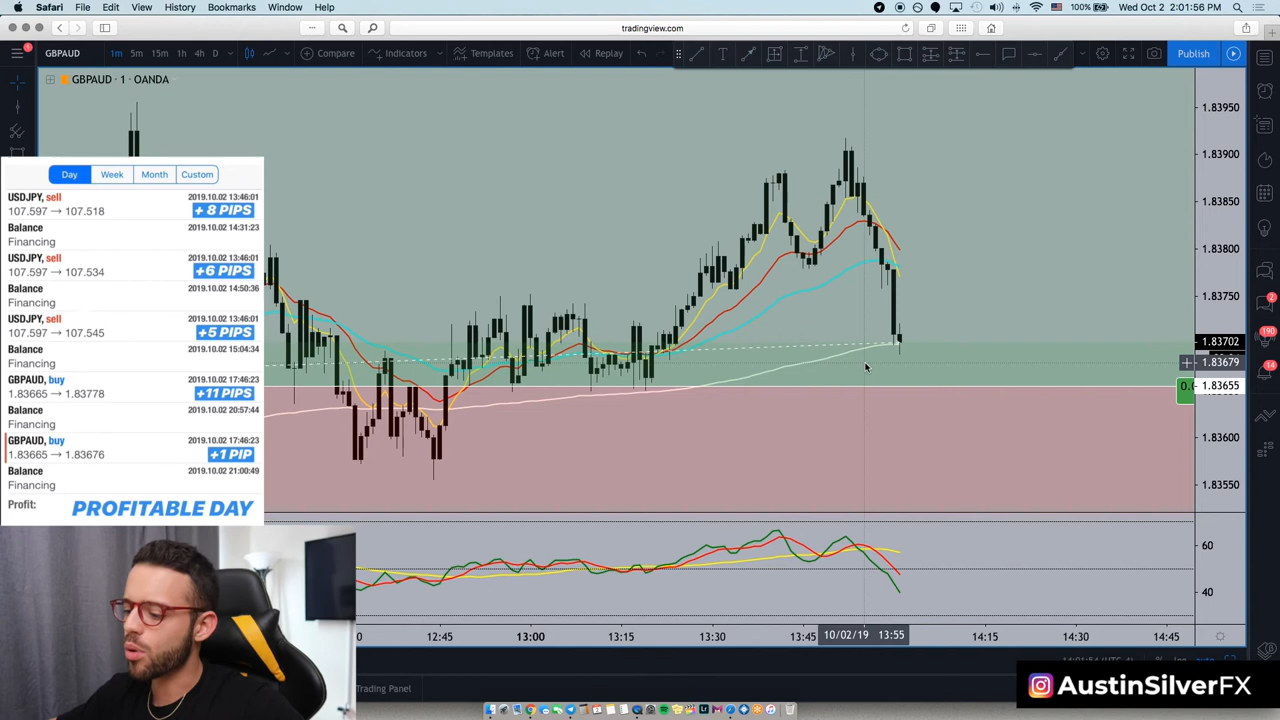 Safari File Edit View History Bookmarks Window Help
100% Wed Oct 2 2:01:56 PM
tradingview.com
GBPAUD 1m 5m 15m 1h 4h D Compare Indicators Templates Alert Replay Publish
GBPAUD · 1 · OANDA
1.83950
1.83900
1.83850
1.83800
1.83750
1.83702
1.83679
1.83655
1.83600
1.83550
60
40
2
190
14
Day Week Month Custom
USDJPY, sell 2019.10.02 13:46:01
107.597 → 107.518 + 8 PIPS
Balance 2019.10.02 14:31:23
Financing
USDJPY, sell 2019.10.02 13:46:01
107.597 → 107.534 +6 PIPS
Balance 2019.10.02 14:50:36
Financing
USDJPY, sell 2019.10.02 13:46:01
107.597 → 107.545 +5 PIPS
Balance 2019.10.02 15:04:34
Financing
GBPAUD, buy 2019.10.02 17:46:23
1.83665 → 1.83778 +11 PIPS
Balance 2019.10.02 20:57:44
Financing
GBPAUD, buy 2019.10.02 17:46:23
1.83665 → 1.83676 +1 PIP
Balance 2019.10.02 21:00:49
Financing
Profit: PROFITABLE DAY
12:45 13:00 13:15 13:30 13:45 10/02/19 13:55 14:15 14:30 14:45
Trading Panel
AustinSilverFX